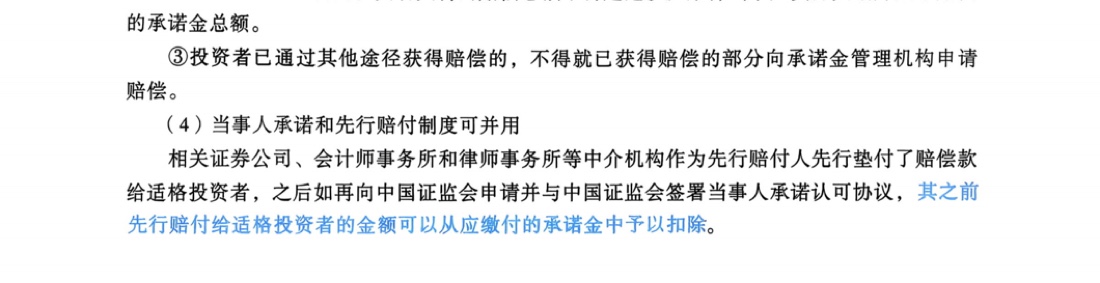 的承诺金总额。
③投资者已通过其他途径获得赔偿的，不得就已获得赔偿的部分向承诺金管理机构申请
赔偿。
（4）当事人承诺和先行赔付制度可并用
相关证券公司、会计师事务所和律师事务所等中介机构作为先行赔付人先行垫付了赔偿款
给适格投资者，之后如再向中国证监会申请并与中国证监会签署当事人承诺认可协议，其之前
先行赔付给适格投资者的金额可以从应缴付的承诺金中予以扣除。